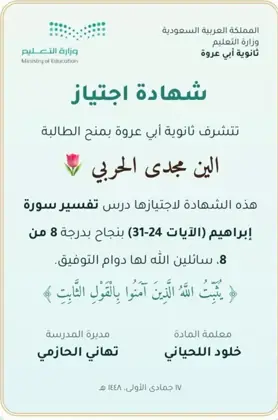 المملكة العربية السعودية
وزارة التعليم
ثانوية أبي عروة
وزارة التعليم
Ministry of Education
شهادة اجتياز
تتشرف ثانوية أبي عروة بمنح الطالبة
الين مجدى الحربي
هذه الشهادة لاجتيازها درس تفسير سورة
إبراهيم (الآيات 24-31) بنجاح بدرجة 8 من
8. سائلين الله لها دوام التوفيق.
﴿ يُثَبِّتُ اللَّهُ الَّذِينَ آمَنُوا بِالْقَوْلِ الثَّابِتِ ﴾
معلمة المادة
خلود اللحياني
مديرة المدرسة
تهاني الحازمي
١٧ جمادى الأولى، ١٤٤٨ هـ